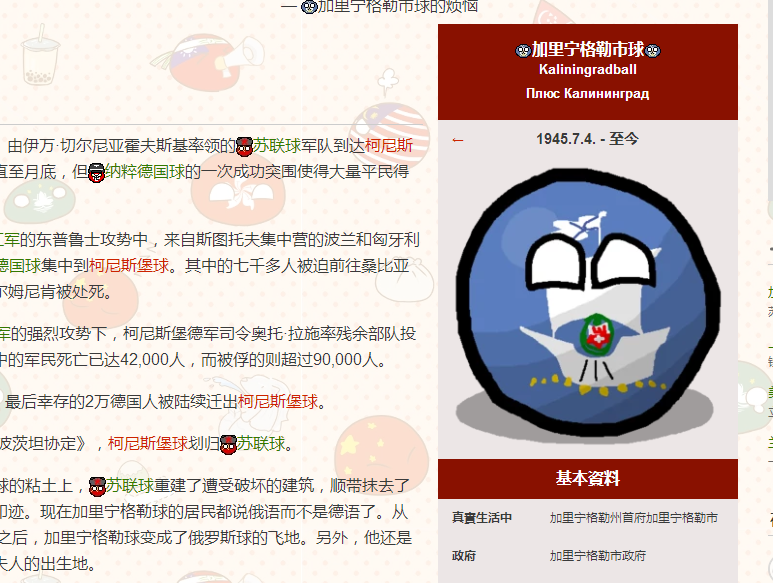 — 加里宁格勒市球的烦恼
由伊万·切尔尼亚霍夫斯基率领的苏联球军队到达柯尼斯
直至月底，但纳粹德国球的一次成功突围使得大量平民得
红军的东普鲁士攻势中，来自斯图托夫集中营的波兰和匈牙利
德国球集中到柯尼斯堡球。其中的七千多人被迫前往桑比亚
尔姆尼肯被处死。
军的强烈攻势下，柯尼斯堡德军司令奥托·拉施率残余部队投
中的军民死亡已达42,000人，而被俘的则超过90,000人。
最后幸存的2万德国人被陆续迁出柯尼斯堡球。
波茨坦协定》，柯尼斯堡球划归苏联球。
球的粘土上，苏联球重建了遭受破坏的建筑，顺带抹去了
印迹。现在加里宁格勒球的居民都说俄语而不是德语了。从
之后，加里宁格勒球变成了俄罗斯球的飞地。另外，他还是
夫人的出生地。
加里宁格勒市球
Kaliningradball
Плюс Калининград
← 1945.7.4. - 至今
基本資料
真實生活中 加里宁格勒州首府加里宁格勒市
政府 加里宁格勒市政府